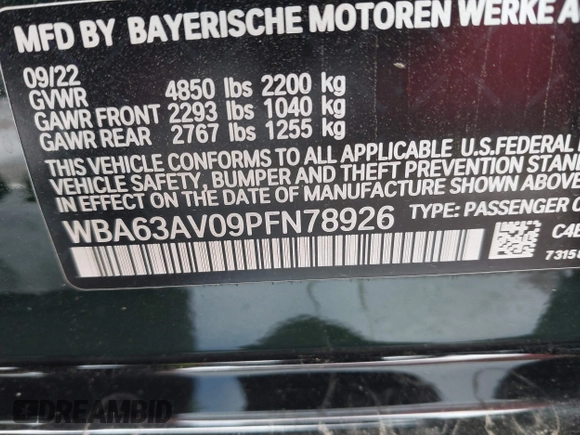 MFD BY BAYERISCHE MOTOREN WERKE A
09/22
GVWR 4850 lbs 2200 kg
GAWR FRONT 2293 lbs 1040 kg
GAWR REAR 2767 lbs 1255 kg
THIS VEHICLE CONFORMS TO ALL APPLICABLE U.S.FEDERAL
VEHICLE SAFETY, BUMPER AND THEFT PREVENTION STAN
IN EFFECT ON THE DATE OF MANUFACTURE SHOWN ABOVE
WBA63AV09PFN78926 TYPE: PASSENGER C
C4E
7315
DREAMBID